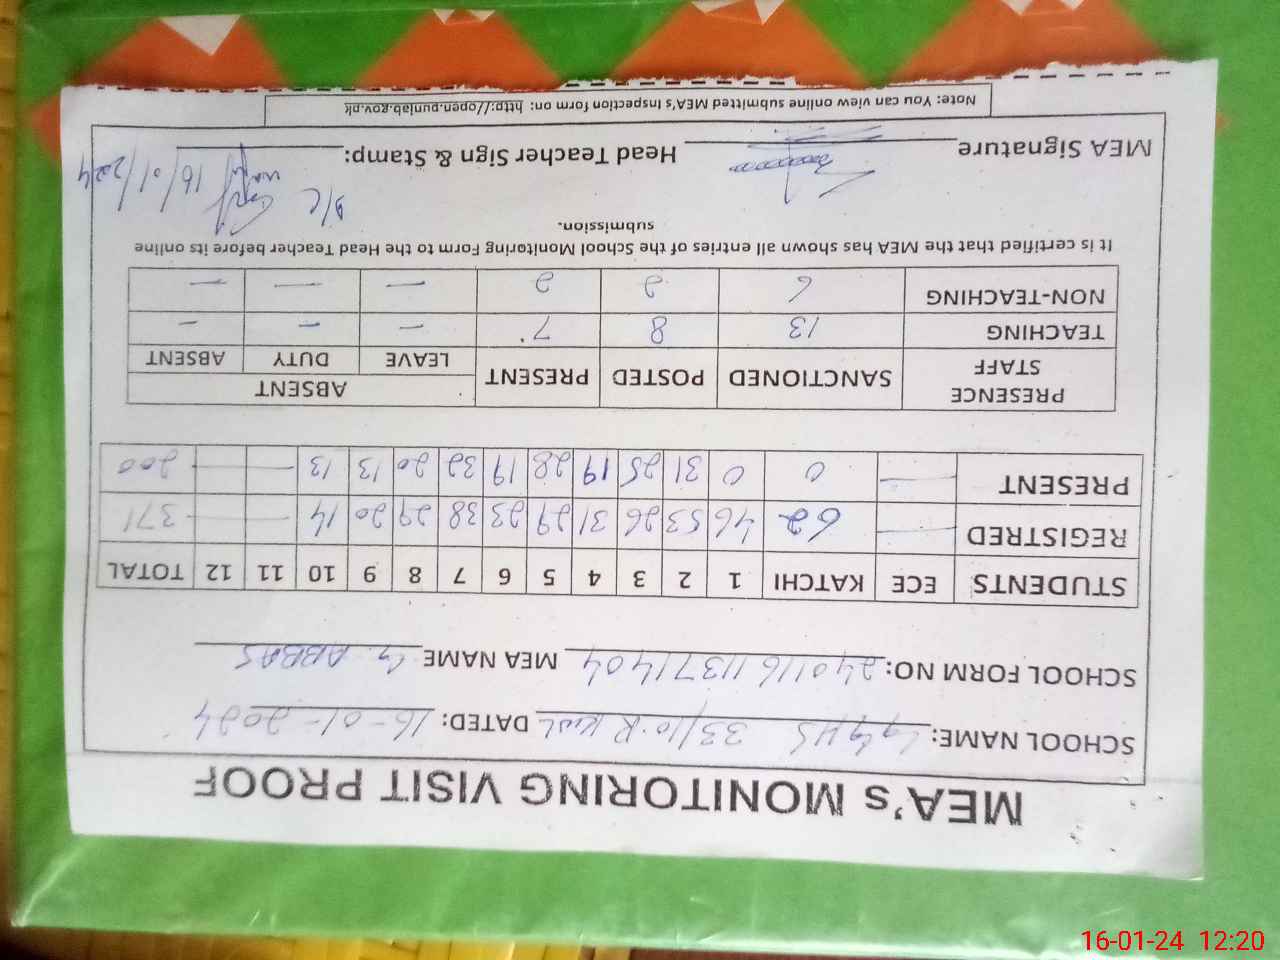 MEA's MONITORING VISIT PROOF
SCHOOL NAME: GGHS 33/10.R KWL DATED: 16-01-2024
SCHOOL FORM NO: 24011611371404 MEA NAME G ABBAS
STUDENTS ECE KATCHI 1 2 3 4 5 6 7 8 9 10 11 12 TOTAL
REGISTRED — 62 46 53 26 31 29 23 38 29 20 14 — — 371
PRESENT — 0 0 31 25 19 28 19 32 20 13 13 — — 200
PRESENCE STAFF SANCTIONED POSTED PRESENT ABSENT
LEAVE DUTY ABSENT
TEACHING 13 8 7 — — —
NON-TEACHING 6 2 2 — — —
It is certified that the MEA has shown all entries of the School Monitoring Form to the Head Teacher before its online
submission.
MEA Signature Head Teacher Sign & Stamp: 16/01/2024
Note: You can view online submitted MEA's Inspection form on: http://open.punjab.gov.pk
16-01-24 12:20